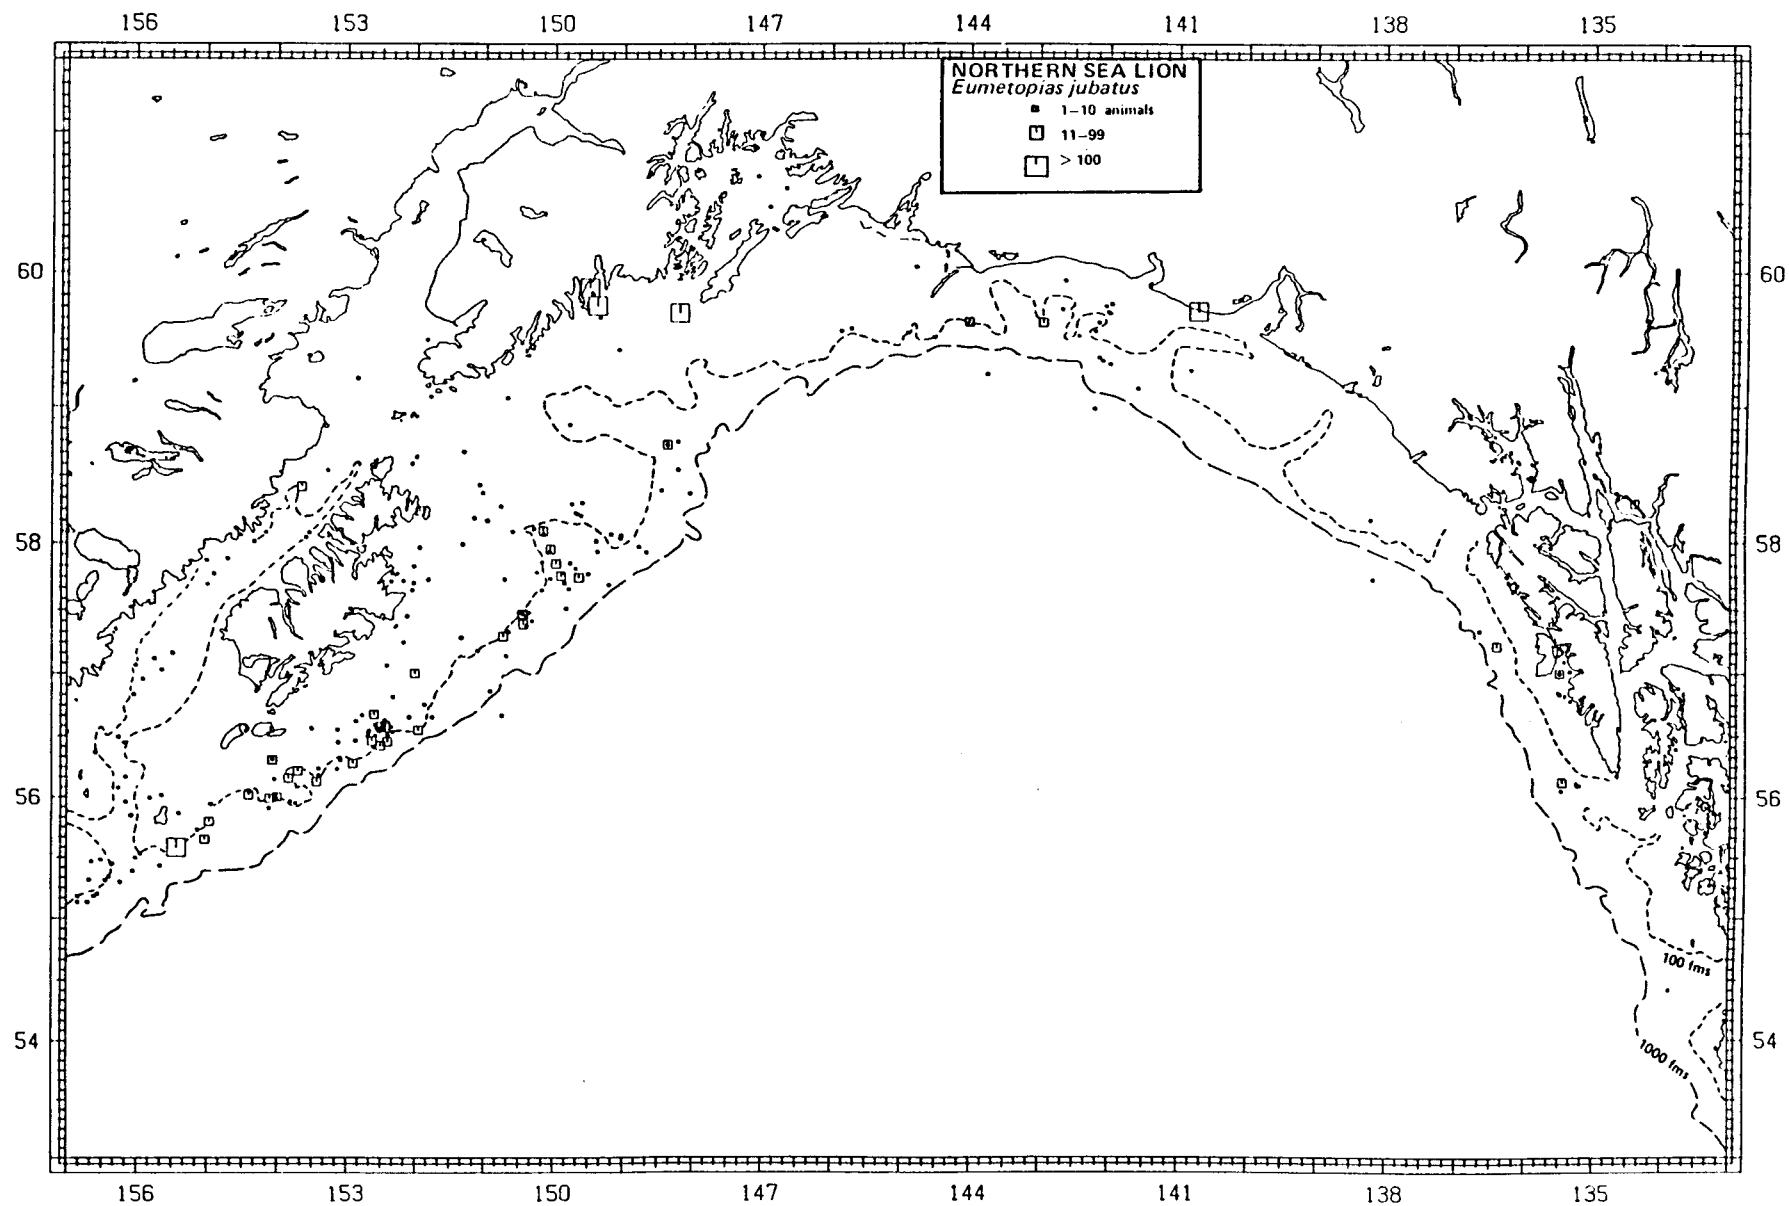 156 153 150 147 144 141 138 135
NORTHERN SEA LION
Eumetopias jubatus
1–10 animals
11–99
> 100
60 60
58 58
56 56
100 fms
54 54
1000 fms
156 153 150 147 144 141 138 135